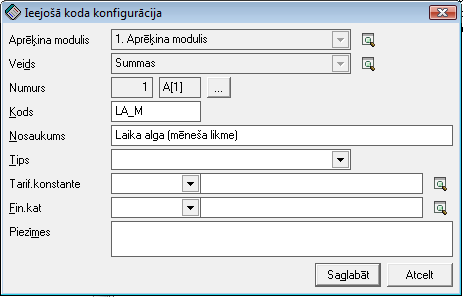 Ieejošā koda konfigurācija
Aprēķina modulis 1. Aprēķina modulis
Veids Summas
Numurs 1 A[1] ...
Kods LA_M
Nosaukums Laika alga (mēneša likme)
Tips
Tarif.konstante
Fin.kat
Piezīmes
Saglabāt Atcelt